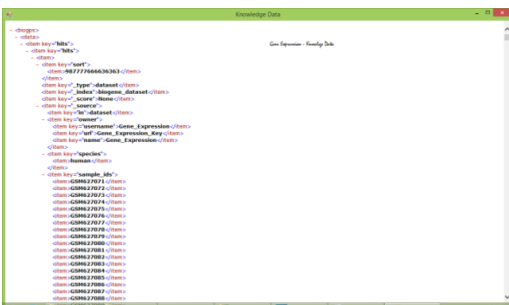 Knowledge Data
- <biogps>
- <data>
- <item key="hits">
Gene Expression - Knowledge Data
- <item key="hits">
- <item>
- <item key="sort">
<item>987777666636363</item>
</item>
<item key="_type">dataset</item>
<item key="_index">biogene_dataset</item>
<item key="_score">None</item>
- <item key="_source">
<item key="in">dataset</item>
- <item key="owner">
<item key="username">Gene_Expression</item>
<item key="url">Gene_Expression_Key</item>
<item key="name">Gene_Expression</item>
</item>
- <item key="species">
<item>human</item>
</item>
- <item key="sample_ids">
<item>GSM627071</item>
<item>GSM627072</item>
<item>GSM627073</item>
<item>GSM627074</item>
<item>GSM627075</item>
<item>GSM627076</item>
<item>GSM627077</item>
<item>GSM627078</item>
<item>GSM627079</item>
<item>GSM627080</item>
<item>GSM627081</item>
<item>GSM627082</item>
<item>GSM627083</item>
<item>GSM627084</item>
<item>GSM627085</item>
<item>GSM627086</item>
<item>GSM627087</item>
<item>GSM627088</item>